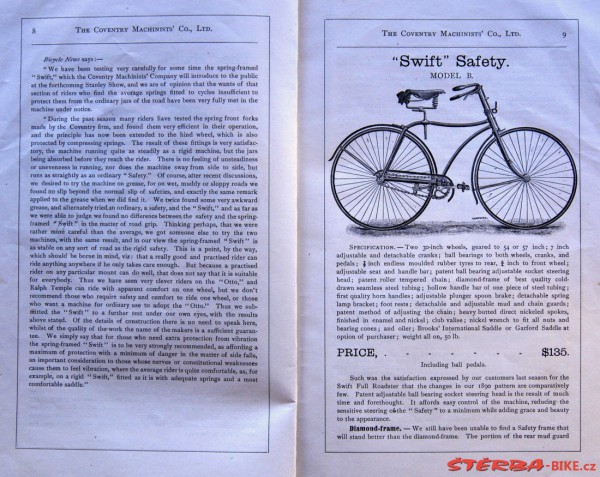 8
The Coventry Machinists' Co., Ltd.
Bicycle News says:—
"We have been testing very carefully for some time the spring-framed
"Swift," which the Coventry Machinists' Company will introduce to the public
at the forthcoming Stanley Show, and we are of opinion that the wants of that
section of riders who find the average springs fitted to cycles insufficient to
protect them from the ordinary jars of the road have been very fully met in the
machine under notice.
"During the past season many riders have tested the spring front forks
made by the Coventry firm, and found them very efficient in their operation,
and the principle has now been extended to the hind wheel, which is also
protected by compressing springs. The result of these fittings is very satisfac-
tory, the machine running quite as steadily as a rigid machine, but the jars
being absorbed before they reach the rider. There is no feeling of unsteadiness
or unevenness in running, nor does the machine sway from side to side, but
runs as straightly as an ordinary "Safety." Of course, after recent discussions,
we desired to try the machine on grease, for on wet, muddy or sloppy roads we
found no slip beyond the normal slip of safeties, and exactly the same remark
applied to the grease when we did find it. We twice found some very awkward
grease, and alternately tried an ordinary, a safety, and the "Swift," and as far as
we were able to judge we found no difference between the safety and the spring-
framed "Swift" in the matter of road grip. Thinking perhaps, that we were
rather more careful than the average, we got someone else to try the two
machines, with the same result, and in our view the spring-framed "Swift" is
as stable on any sort of road as the rigid safety. This is a point, by the way,
which should be borne in mind, viz: that a really good and practised rider can
ride anything anywhere if he only takes care enough. But because a practised
rider on any particular mount can do well, that does not say that it is suitable
for everybody. Thus we have seen very clever riders on the "Otto," and
Ralph Temple can ride with apparent comfort on one wheel, but we don't
recommend those who require safety and comfort to ride one wheel, or those
who want a machine for ordinary use to adopt the "Otto." Thus we sub-
mitted the "Swift" to a further test under our own eyes, with the results
above stated. Of the details of construction there is no need to speak here,
whilst of the quality of the work the name of the makers is a sufficient guaran-
tee. We simply say that for those who need extra protection from vibration
the spring-framed "Swift" is to be very strongly recommended, as affording a
maximum of protection with a minimum of danger in the matter of side falls,
an important consideration to those whose nerves or constitutional weaknesses
cause them to feel vibration, where the average rider is quite comfortable, as, for
example, on a rigid "Swift," fitted as it is with adequate springs and a most
comfortable saddle."
The Coventry Machinists' Co., Ltd.
9
"Swift" Safety.
MODEL B.
Specification.—Two 30-inch wheels, geared to 54 or 57 inch; 7 inch
adjustable and detachable cranks; ball bearings to both wheels, cranks, and
pedals; inch endless moulded rubber tyres to rear, inch to front wheel;
adjustable seat and handle bar; patent ball bearing adjustable socket steering
head; patent roller tempered chain; diamond-frame of best quality cold-
drawn seamless steel tubing; hollow handle bar of one piece of steel tubing;
first quality horn handles; adjustable plunger spoon brake; detachable spring
lamp bracket; foot rests; detachable and adjustable mud and chain guards;
patent method of adjusting the chain; heavy butted direct nickeled spokes,
finished in enamel and nickel; club valise; nickel wrench to fit all nuts and
bearing cones; and oiler; Brooks' International Saddle or Garford Saddle at
option of purchaser; weight all on, 50 lb.
PRICE, . - - - - - - $135.
Including ball pedals.
Such was the satisfaction expressed by our customers last season for the
Swift Full Roadster that the changes in our 1890 pattern are comparatively
few. Patent adjustable ball bearing socket steering head is the result of much
time and forethought. It affords easy control of the machine, reducing the
sensitive steering of the "Safety" to a minimum while adding grace and beauty
to the appearance.
Diamond-frame. — We still have been unable to find a Safety frame that
will stand better than the diamond-frame. The portion of the rear mud guard
ŠTĚRBA-BIKE.cz